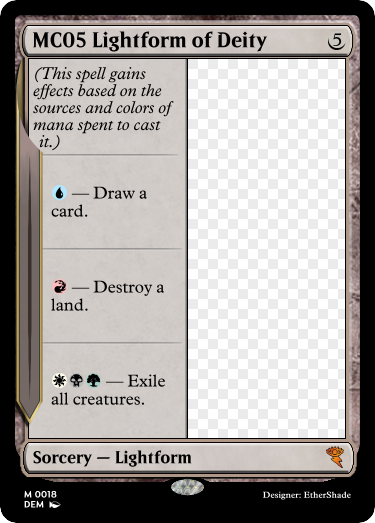 MC05 Lightform of Deity 5
(This spell gains
effects based on the
sources and colors of
mana spent to cast
it.)
— Draw a
card.
— Destroy a
land.
— Exile
all creatures.
Sorcery — Lightform
M 0018
DEM
Designer: EtherShade